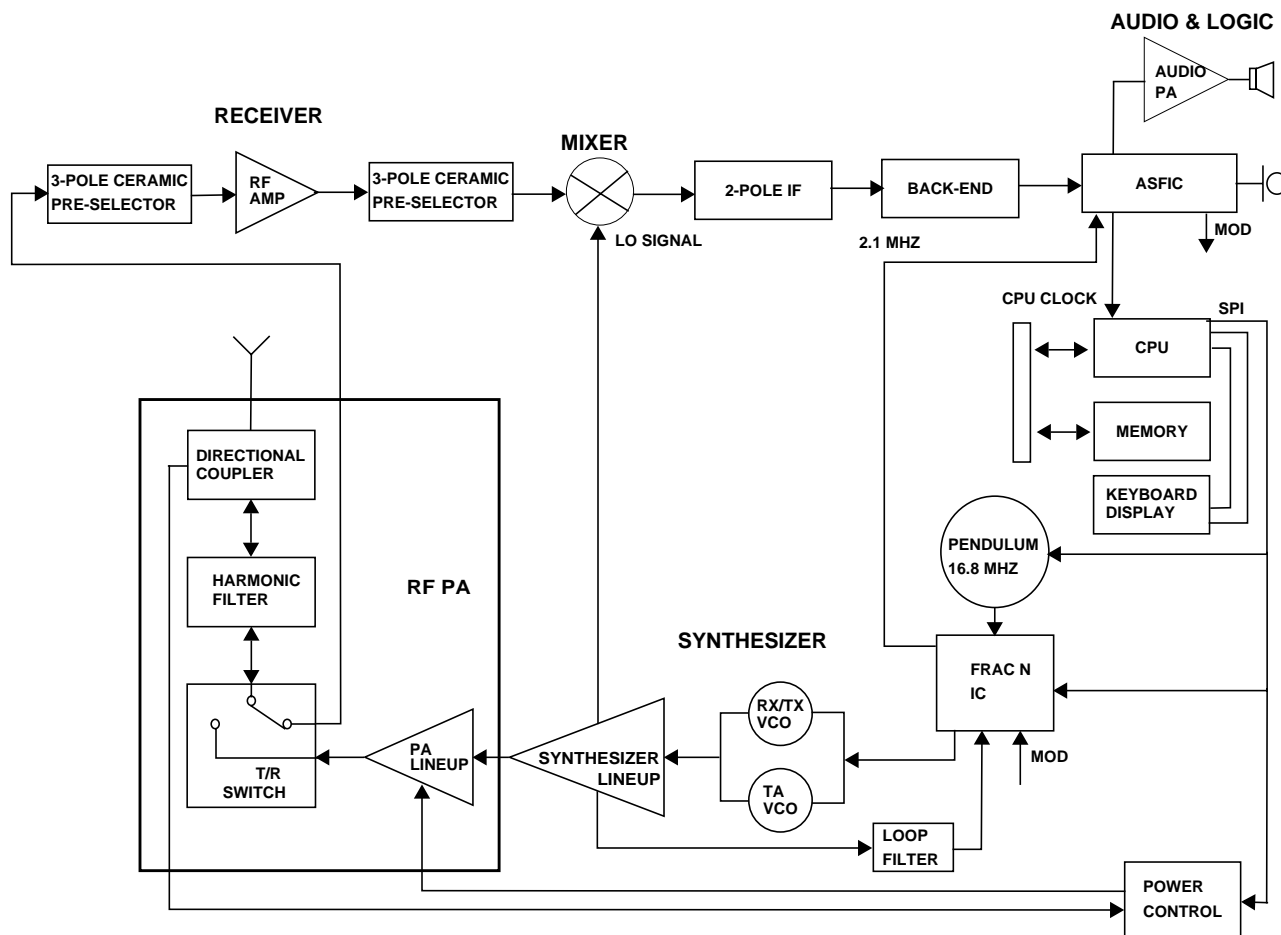 AUDIO & LOGIC
AUDIO
PA
RECEIVER
MIXER
3-POLE CERAMIC
PRE-SELECTOR
RF
AMP
3-POLE CERAMIC
PRE-SELECTOR
2-POLE IF
BACK-END
ASFIC
LO SIGNAL
2.1 MHZ
MOD
CPU CLOCK
SPI
CPU
MEMORY
KEYBOARD
DISPLAY
DIRECTIONAL
COUPLER
HARMONIC
FILTER
RF PA
PENDULUM
16.8 MHZ
SYNTHESIZER
FRAC N
IC
MOD
RX/TX
VCO
TA
VCO
SYNTHESIZER
LINEUP
PA
LINEUP
T/R
SWITCH
LOOP
FILTER
POWER
CONTROL